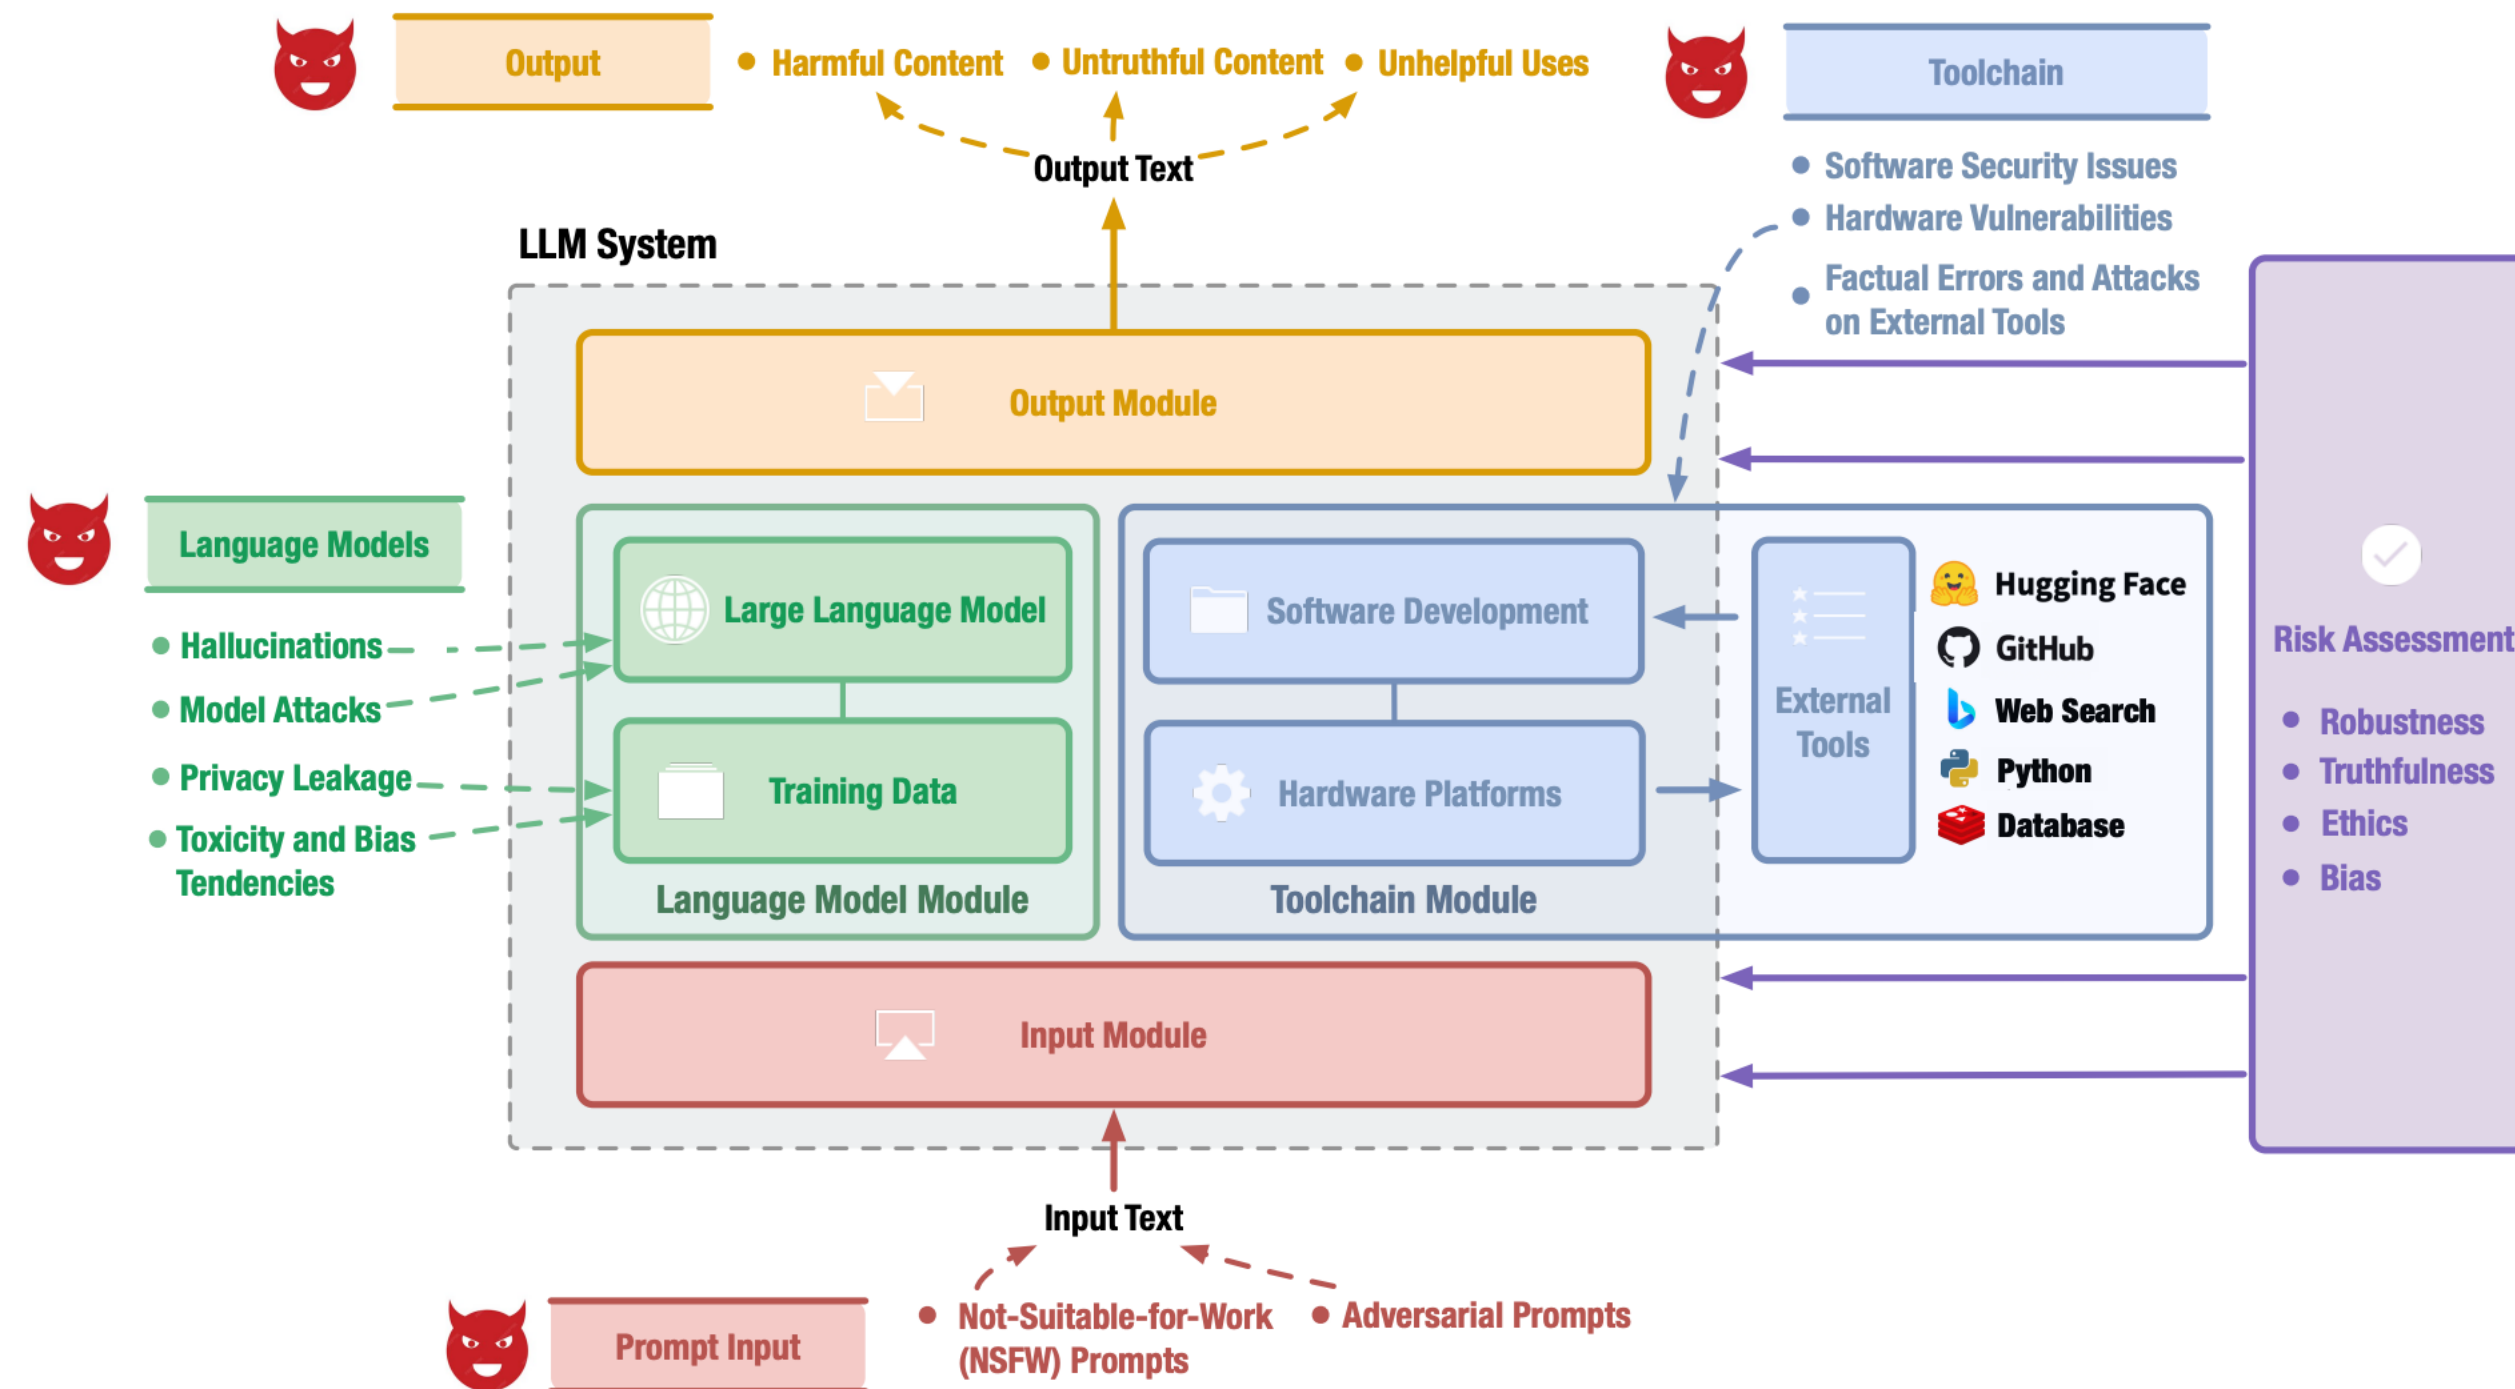 Output
Harmful Content
Untruthful Content
Unhelpful Uses
Toolchain
Software Security Issues
Hardware Vulnerabilities
Factual Errors and Attacks
on External Tools
Output Text
LLM System
Output Module
Language Models
Hallucinations
Model Attacks
Privacy Leakage
Toxicity and Bias
Tendencies
Large Language Model
Training Data
Language Model Module
Software Development
Hardware Platforms
Toolchain Module
External
Tools
Hugging Face
GitHub
Web Search
Python
Database
Risk Assessment
Robustness
Truthfulness
Ethics
Bias
Input Module
Input Text
Prompt Input
Not-Suitable-for-Work
(NSFW) Prompts
Adversarial Prompts